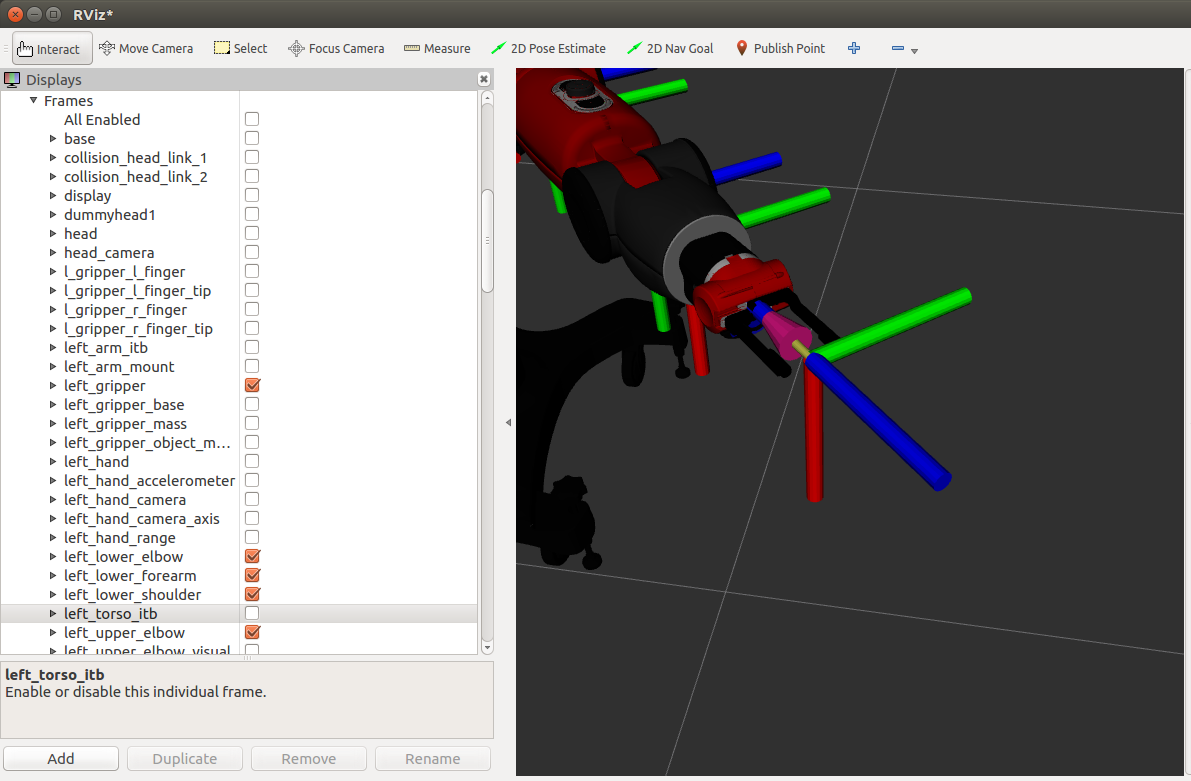 RViz*
Interact Move Camera Select Focus Camera Measure 2D Pose Estimate 2D Nav Goal Publish Point
Displays
Frames
All Enabled
base
collision_head_link_1
collision_head_link_2
display
dummyhead1
head
head_camera
l_gripper_l_finger
l_gripper_l_finger_tip
l_gripper_r_finger
l_gripper_r_finger_tip
left_arm_itb
left_arm_mount
left_gripper
left_gripper_base
left_gripper_mass
left_gripper_object_m...
left_hand
left_hand_accelerometer
left_hand_camera
left_hand_camera_axis
left_hand_range
left_lower_elbow
left_lower_forearm
left_lower_shoulder
left_torso_itb
left_upper_elbow
left_upper_elbow_visual
left_torso_itb
Enable or disable this individual frame.
Add Duplicate Remove Rename